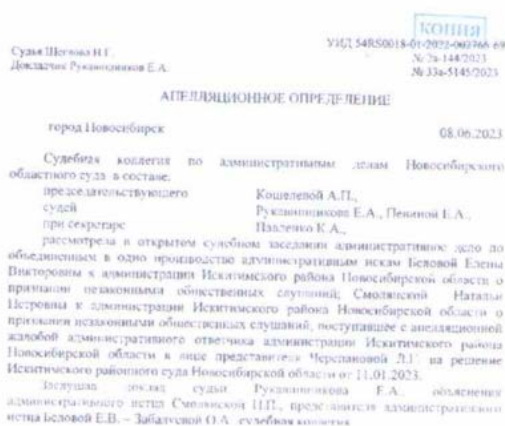 КОПИЯ
УИД 54RS0018-01-2022-002766-69
Судья Щеглова Н.Г. № 2а-144/2023
Докладчик Рукавишников Е.А. № 33а-5145/2023
АПЕЛЛЯЦИОННОЕ ОПРЕДЕЛЕНИЕ
город Новосибирск 08.06.2023
Судебная коллегия по административным делам Новосибирского
областного суда в составе:
председательствующего Кошелевой А.П.,
судей Рукавишникова Е.А., Пениной Е.А.,
при секретаре Павленко К.А.,
рассмотрела в открытом судебном заседании административное дело по
объединенным в одно производство административным искам Беловой Елены
Викторовны к администрации Искитимского района Новосибирской области о
признании незаконными общественных слушаний; Смолянской Натальи
Петровны к администрации Искитимского района Новосибирской области о
признании незаконными общественных слушаний, поступившее с апелляционной
жалобой административного ответчика администрации Искитимского района
Новосибирской области в лице представителя Черепановой Л.Г. на решение
Искитимского районного суда Новосибирской области от 11.01.2023.
Заслушав доклад судьи Рукавишникова Е.А., объяснения
административного истца Смолянской Н.П., представителя административного
истца Беловой Е.В. – Забалуевой О.А., судебная коллегия